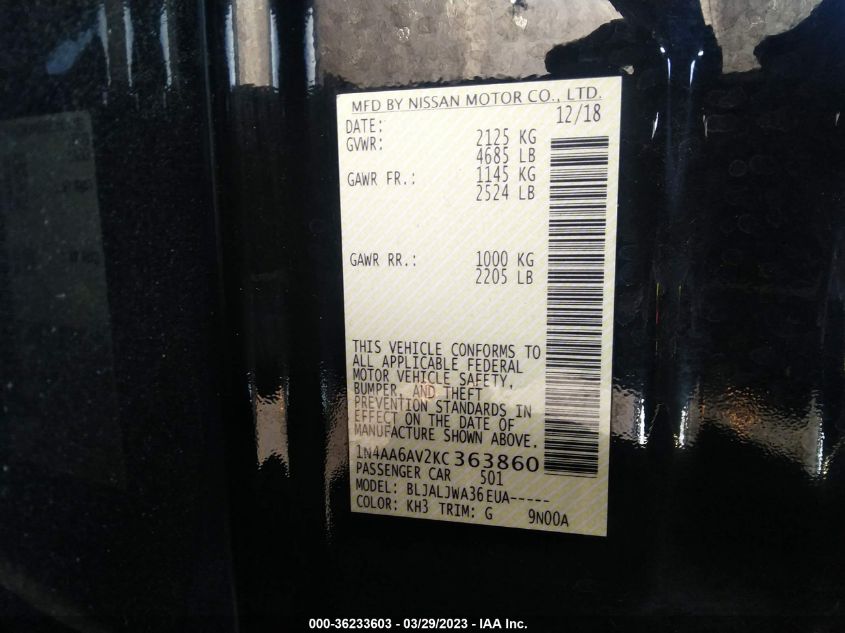 MFD BY NISSAN MOTOR CO., LTD.
DATE: 12/18
GVWR: 2125 KG
4685 LB
GAWR FR.: 1145 KG
2524 LB
GAWR RR.: 1000 KG
2205 LB
THIS VEHICLE CONFORMS TO
ALL APPLICABLE FEDERAL
MOTOR VEHICLE SAFETY,
BUMPER, AND THEFT
PREVENTION STANDARDS IN
EFFECT ON THE DATE OF
MANUFACTURE SHOWN ABOVE.
1N4AA6AV2KC363860
PASSENGER CAR 501
MODEL: BLJALJWA36EUA-----
COLOR: KH3 TRIM: G 9N00A
000-36233603 - 03/29/2023 - IAA Inc.